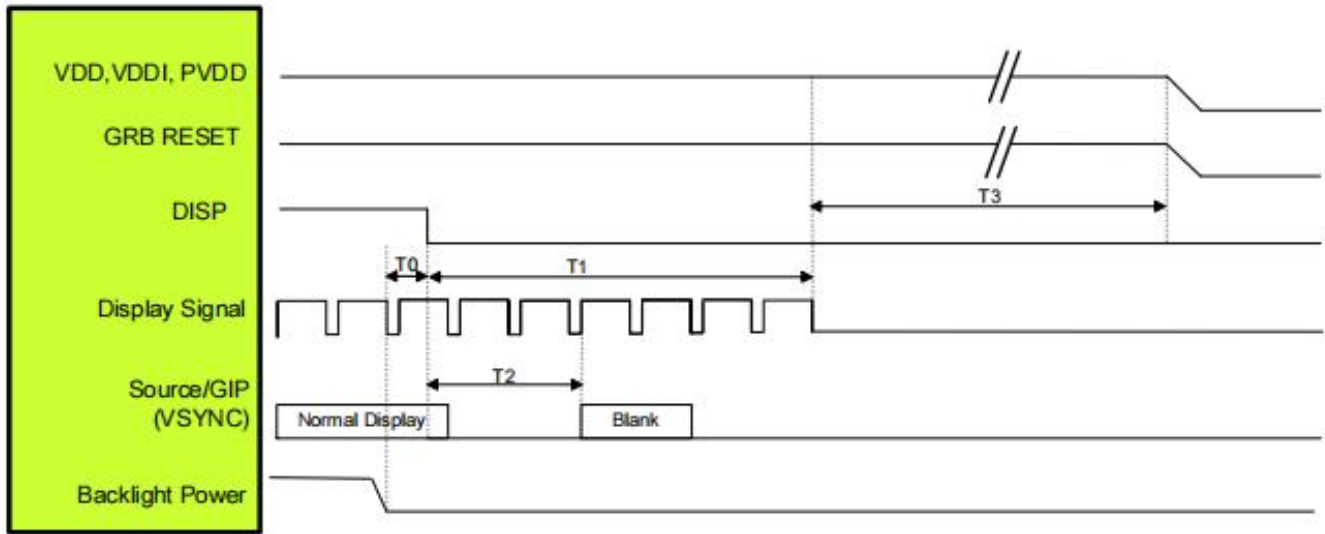 VDD,VDDI, PVDD
GRB RESET
T3
DISP
T0
T1
Display Signal
T2
Source/GIP
(VSYNC)
Normal Display
Blank
Backlight Power